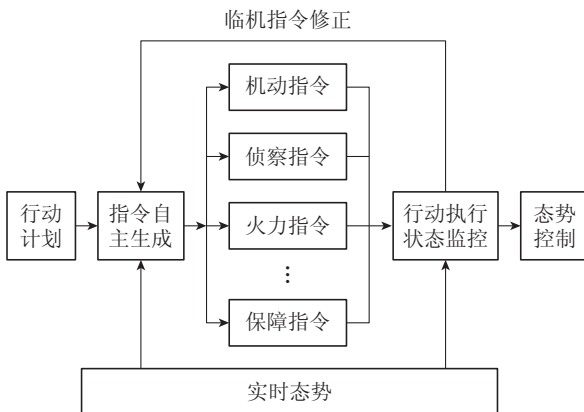 临机指令修正
机动指令
侦察指令
行动
计划
指令自
主生成
火力指令
⋮
保障指令
行动执行
状态监控
态势
控制
实时态势